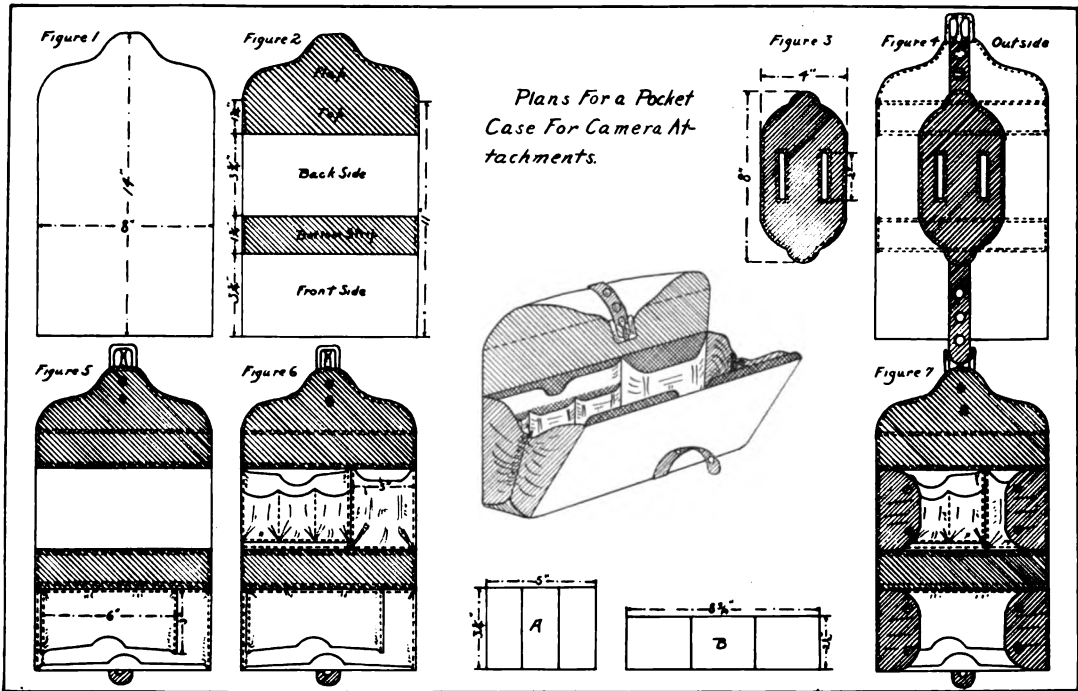 Figure 1
14"
8"
Figure 2
Flap
Top
Back Side
Bottom Strip
Front Side
11"
Plans For a Pocket
Case For Camera At-
tachments.
Figure 3
4"
8"
Figure 4
Outside
Figure 5
6"
Figure 6
3"
5"
A
B
Figure 7